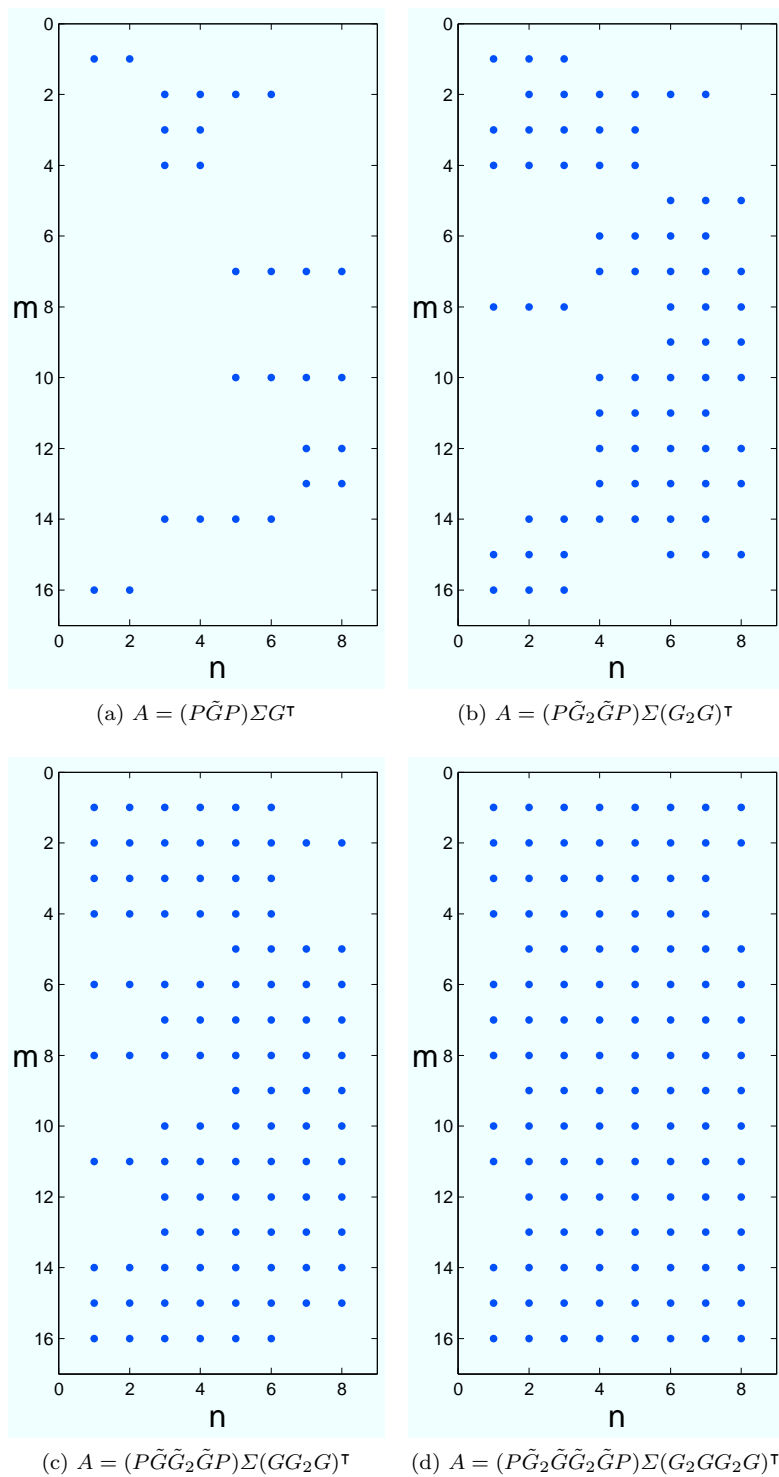 0
2
4
6
m 8
10
12
14
16
0 2 4 6 8
n
(a) A = (PG̃P)ΣGᵀ
0
2
4
6
m 8
10
12
14
16
0 2 4 6 8
n
(b) A = (PG̃₂G̃P)Σ(G₂G)ᵀ
0
2
4
6
m 8
10
12
14
16
0 2 4 6 8
n
(c) A = (PG̃G̃₂G̃P)Σ(GG₂G)ᵀ
0
2
4
6
m 8
10
12
14
16
0 2 4 6 8
n
(d) A = (PG̃₂G̃G̃₂G̃P)Σ(G₂GG₂G)ᵀ